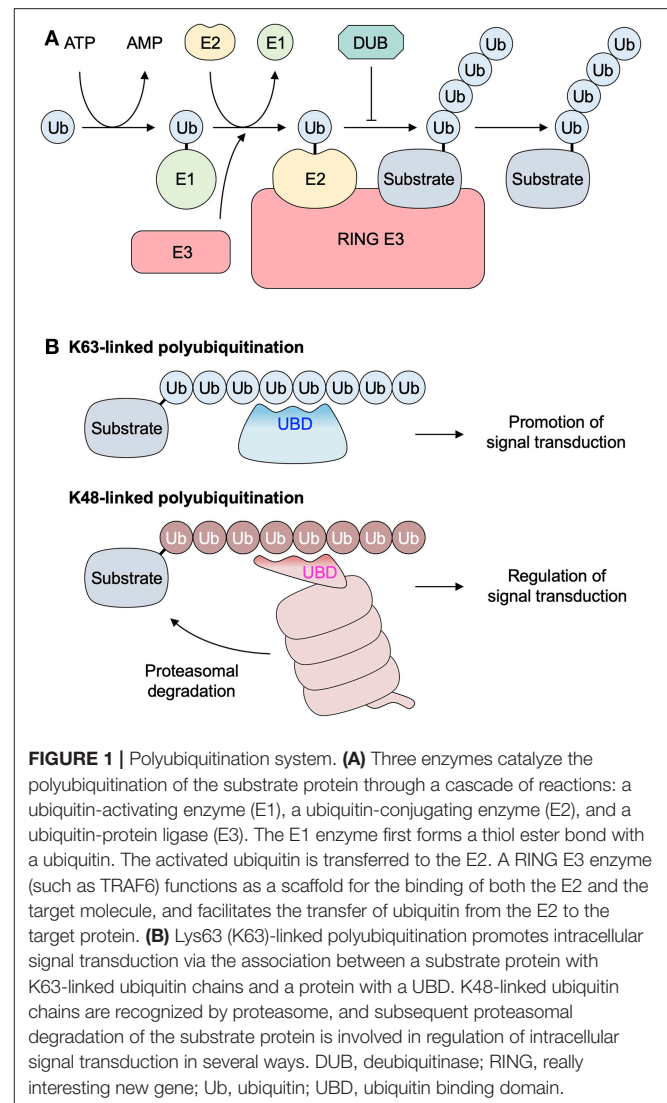 A ATP AMP E2 E1 DUB
Ub Ub Ub Ub Ub Ub Ub Ub Ub Ub Ub
E1 E2 Substrate Substrate
E3 RING E3
B K63-linked polyubiquitination
Ub Ub Ub Ub Ub Ub Ub Ub
Substrate UBD Promotion of
signal transduction
K48-linked polyubiquitination
Ub Ub Ub Ub Ub Ub Ub Ub
Substrate UBD Regulation of
signal transduction
Proteasomal
degradation
FIGURE 1 | Polyubiquitination system. (A) Three enzymes catalyze the
polyubiquitination of the substrate protein through a cascade of reactions: a
ubiquitin-activating enzyme (E1), a ubiquitin-conjugating enzyme (E2), and a
ubiquitin-protein ligase (E3). The E1 enzyme first forms a thiol ester bond with
a ubiquitin. The activated ubiquitin is transferred to the E2. A RING E3 enzyme
(such as TRAF6) functions as a scaffold for the binding of both the E2 and the
target molecule, and facilitates the transfer of ubiquitin from the E2 to the
target protein. (B) Lys63 (K63)-linked polyubiquitination promotes intracellular
signal transduction via the association between a substrate protein with
K63-linked ubiquitin chains and a protein with a UBD. K48-linked ubiquitin
chains are recognized by proteasome, and subsequent proteasomal
degradation of the substrate protein is involved in regulation of intracellular
signal transduction in several ways. DUB, deubiquitinase; RING, really
interesting new gene; Ub, ubiquitin; UBD, ubiquitin binding domain.